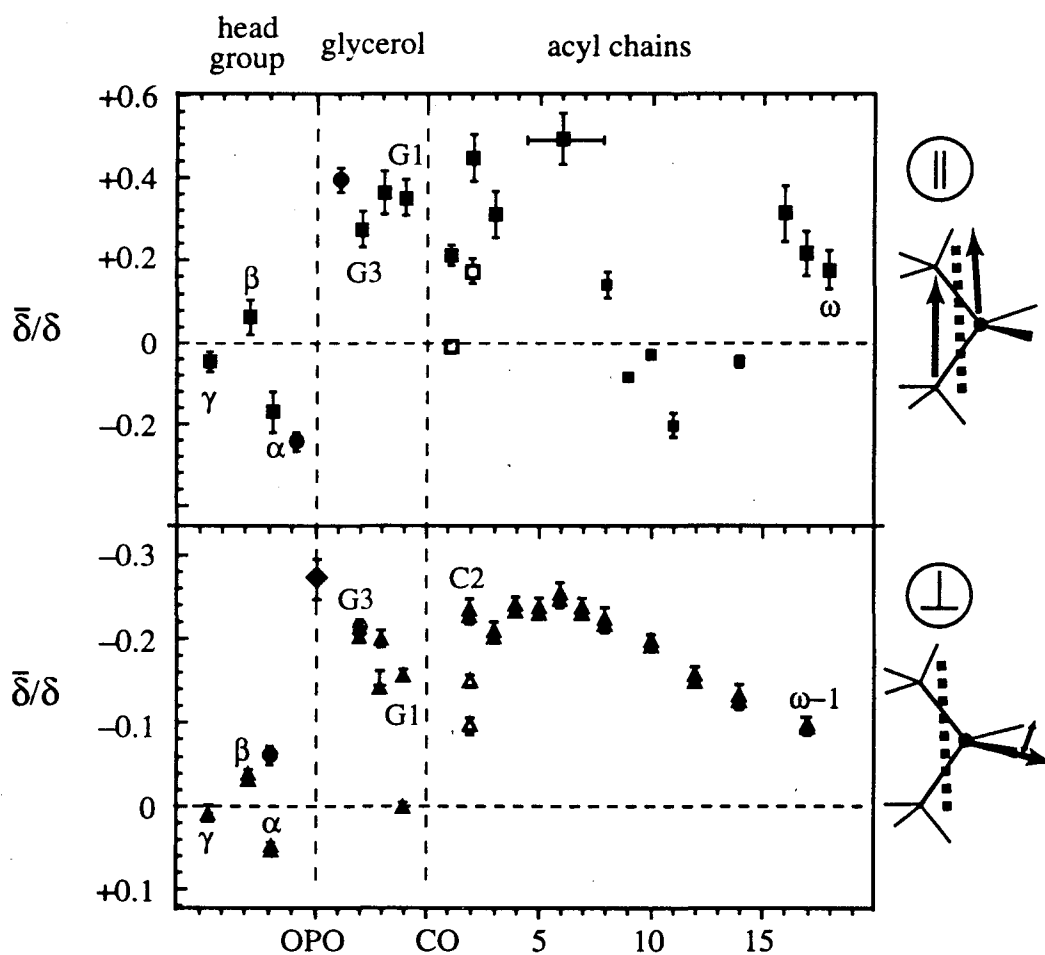 head group
glycerol
acyl chains
+0.6
+0.4
+0.2
0
−0.2
δ̄/δ
γ
β
α
G3
G1
ω
||
−0.3
−0.2
−0.1
0
+0.1
δ̄/δ
γ
β
α
G3
G1
C2
ω−1
⊥
OPO
CO
5
10
15